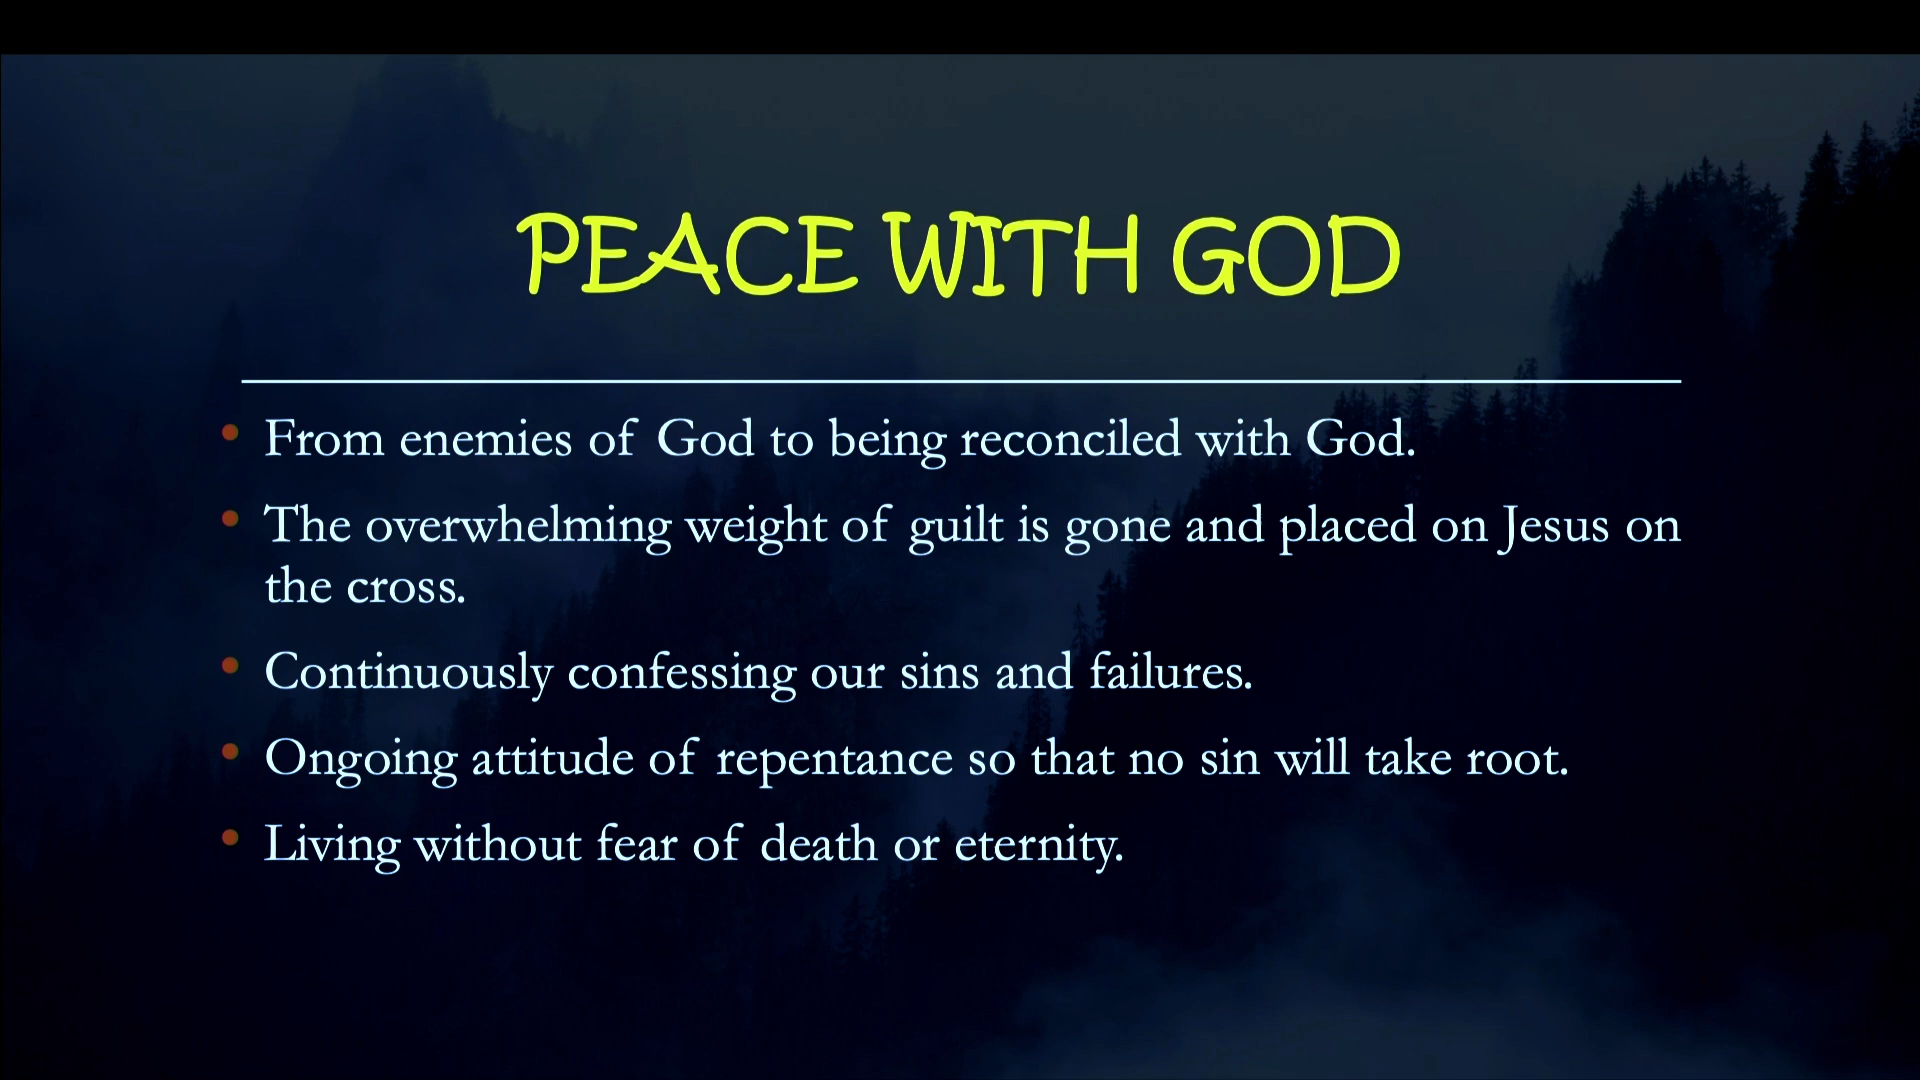 PEACE WITH GOD
• From enemies of God to being reconciled with God.
• The overwhelming weight of guilt is gone and placed on Jesus on
the cross.
• Continuously confessing our sins and failures.
• Ongoing attitude of repentance so that no sin will take root.
• Living without fear of death or eternity.